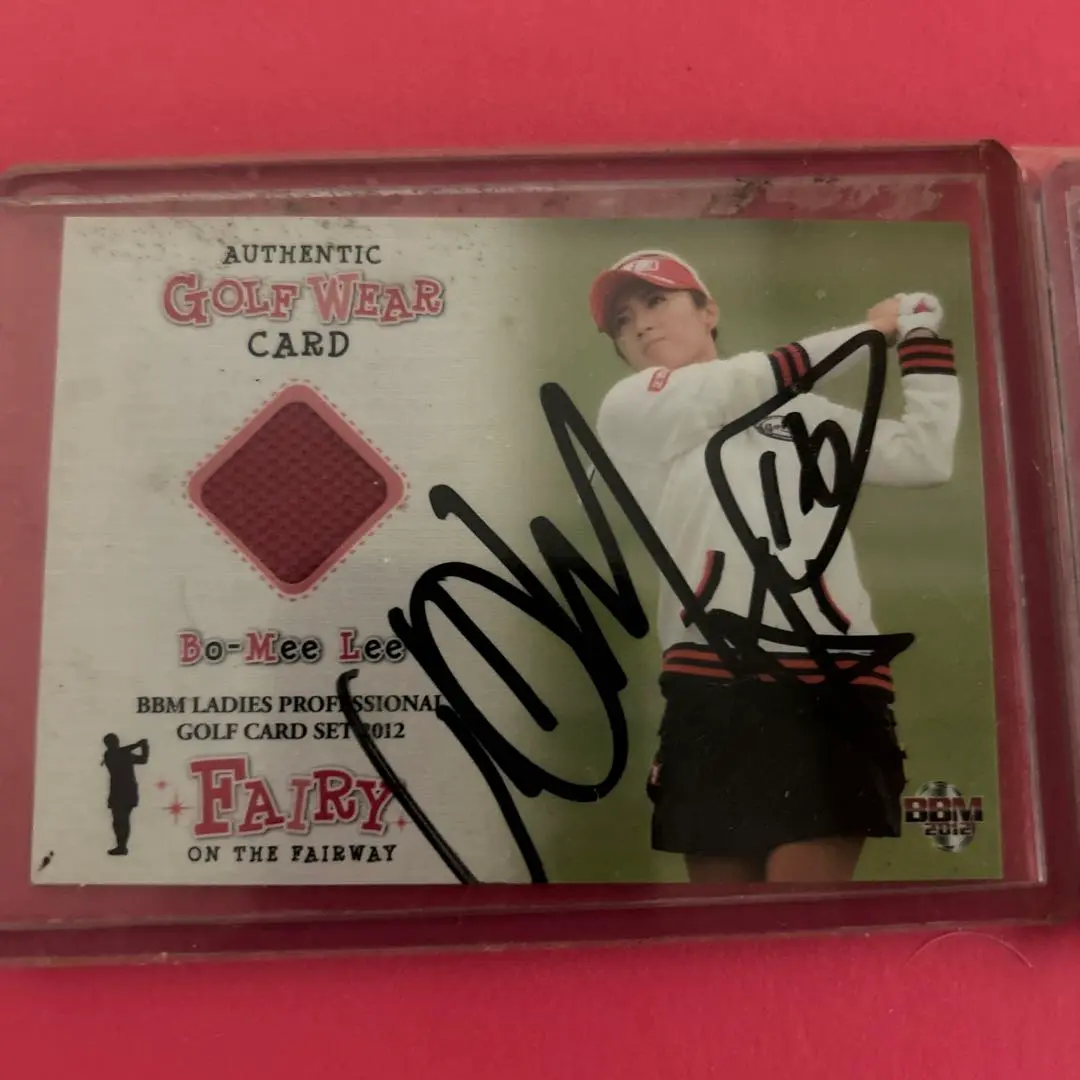 AUTHENTIC
GOLF WEAR
CARD
BO-MEE LEE
BBM LADIES PROFESSIONAL
GOLF CARD SET 2012
FAIRY
ON THE FAIRWAY
BBM
2012